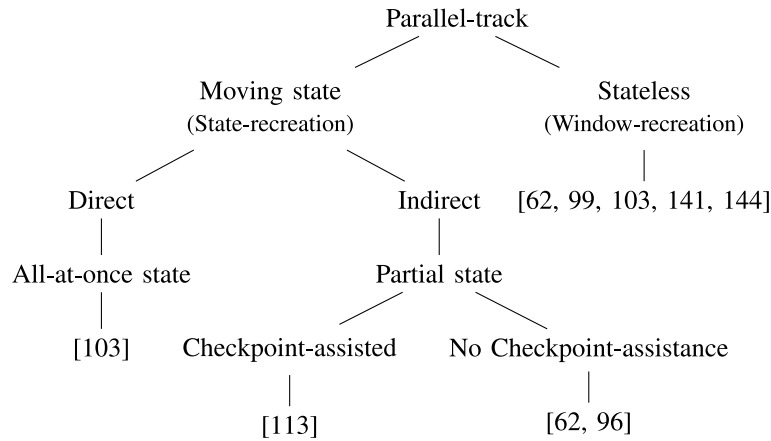 Parallel-track
Moving state
Stateless
(State-recreation)
(Window-recreation)
Direct
Indirect
[62, 99, 103, 141, 144]
All-at-once state
Partial state
[103]
Checkpoint-assisted
No Checkpoint-assistance
[113]
[62, 96]